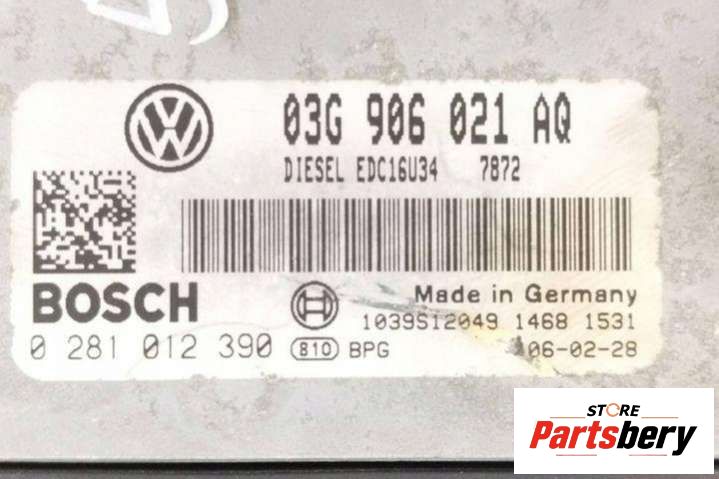 03G 906 021 AQ
DIESEL EDC16U34 7872
BOSCH
Made in Germany
1039S12049 1468 1531
0 281 012 390 810 BPG 06-02-28
STORE
Partsbery